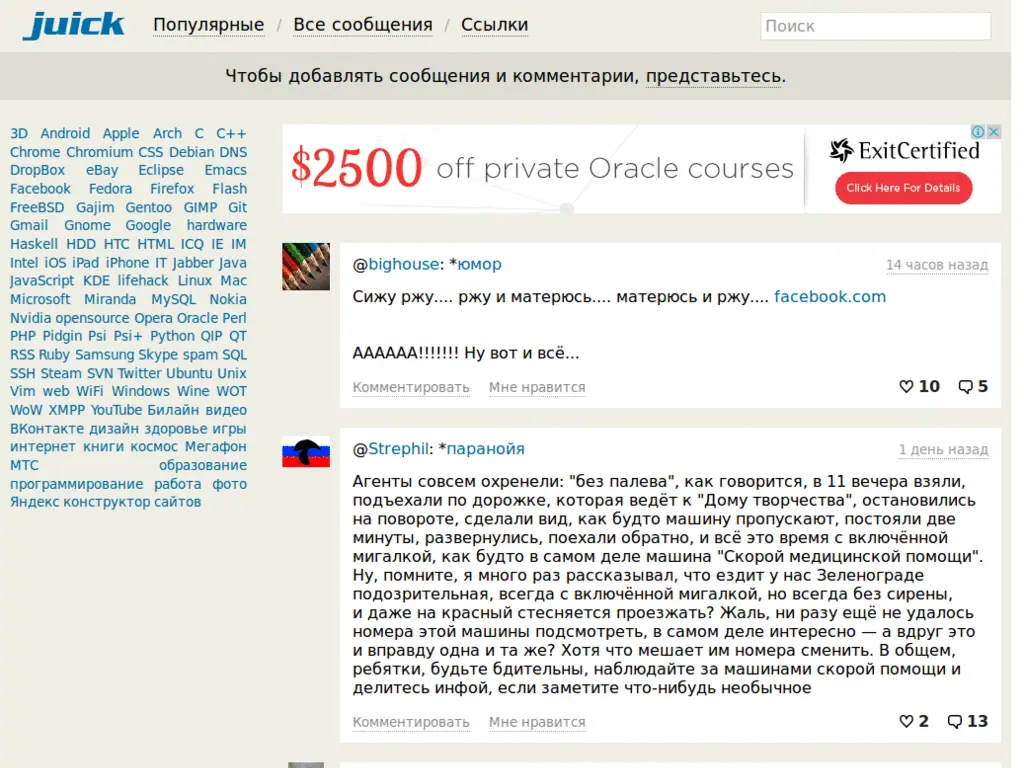 juick
Популярные / Все сообщения / Ссылки
Поиск
Чтобы добавлять сообщения и комментарии, представьтесь.
3D Android Apple Arch C C++
Chrome Chromium CSS Debian DNS
DropBox eBay Eclipse Emacs
Facebook Fedora Firefox Flash
FreeBSD Gajim Gentoo GIMP Git
Gmail Gnome Google hardware
Haskell HDD HTC HTML ICQ IE IM
Intel iOS iPad iPhone IT Jabber Java
JavaScript KDE lifehack Linux Mac
Microsoft Miranda MySQL Nokia
Nvidia opensource Opera Oracle Perl
PHP Pidgin Psi Psi+ Python QIP QT
RSS Ruby Samsung Skype spam SQL
SSH Steam SVN Twitter Ubuntu Unix
Vim web WiFi Windows Wine WOT
WoW XMPP YouTube Билайн видео
ВКонтакте дизайн здоровье игры
интернет книги космос Мегафон
МТС образование
программирование работа фото
Яндекс конструктор сайтов
$2500 off private Oracle courses
ExitCertified
Click Here For Details
@bighouse: *юмор
14 часов назад
Сижу ржу.... ржу и матерюсь.... матерюсь и ржу.... facebook.com
АААААА!!!!!!! Ну вот и всё...
Комментировать Мне нравится
10 5
@Strephil: *паранойя
1 день назад
Агенты совсем охренели: "без палева", как говорится, в 11 вечера взяли,
подъехали по дорожке, которая ведёт к "Дому творчества", остановились
на повороте, сделали вид, как будто машину пропускают, постояли две
минуты, развернулись, поехали обратно, и всё это время с включённой
мигалкой, как будто в самом деле машина "Скорой медицинской помощи".
Ну, помните, я много раз рассказывал, что ездит у нас Зеленограде
подозрительная, всегда с включённой мигалкой, но всегда без сирены,
и даже на красный стесняется проезжать? Жаль, ни разу ещё не удалось
номера этой машины подсмотреть, в самом деле интересно — а вдруг это
и вправду одна и та же? Хотя что мешает им номера сменить. В общем,
ребятки, будьте бдительны, наблюдайте за машинами скорой помощи и
делитесь инфой, если заметите что-нибудь необычное
Комментировать Мне нравится
2 13